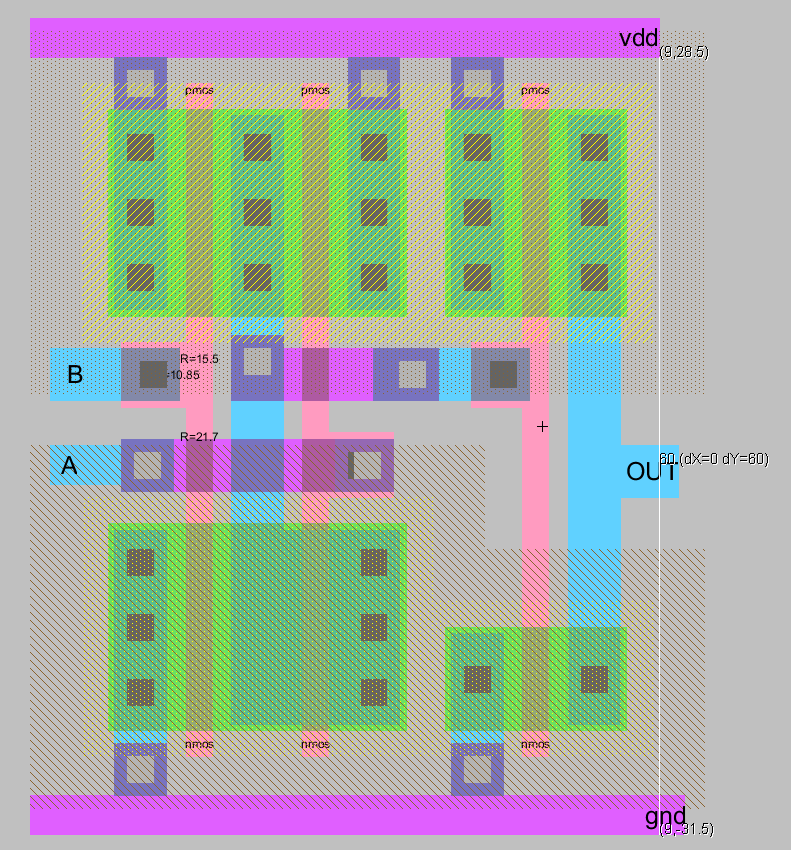 vdd
(9,28.5)
pmos pmos pmos
R=15.5
B =10.85
R=21.7
A
OUT 60 (dX=0 dY=60)
nmos nmos nmos
gnd
(9,-31.5)